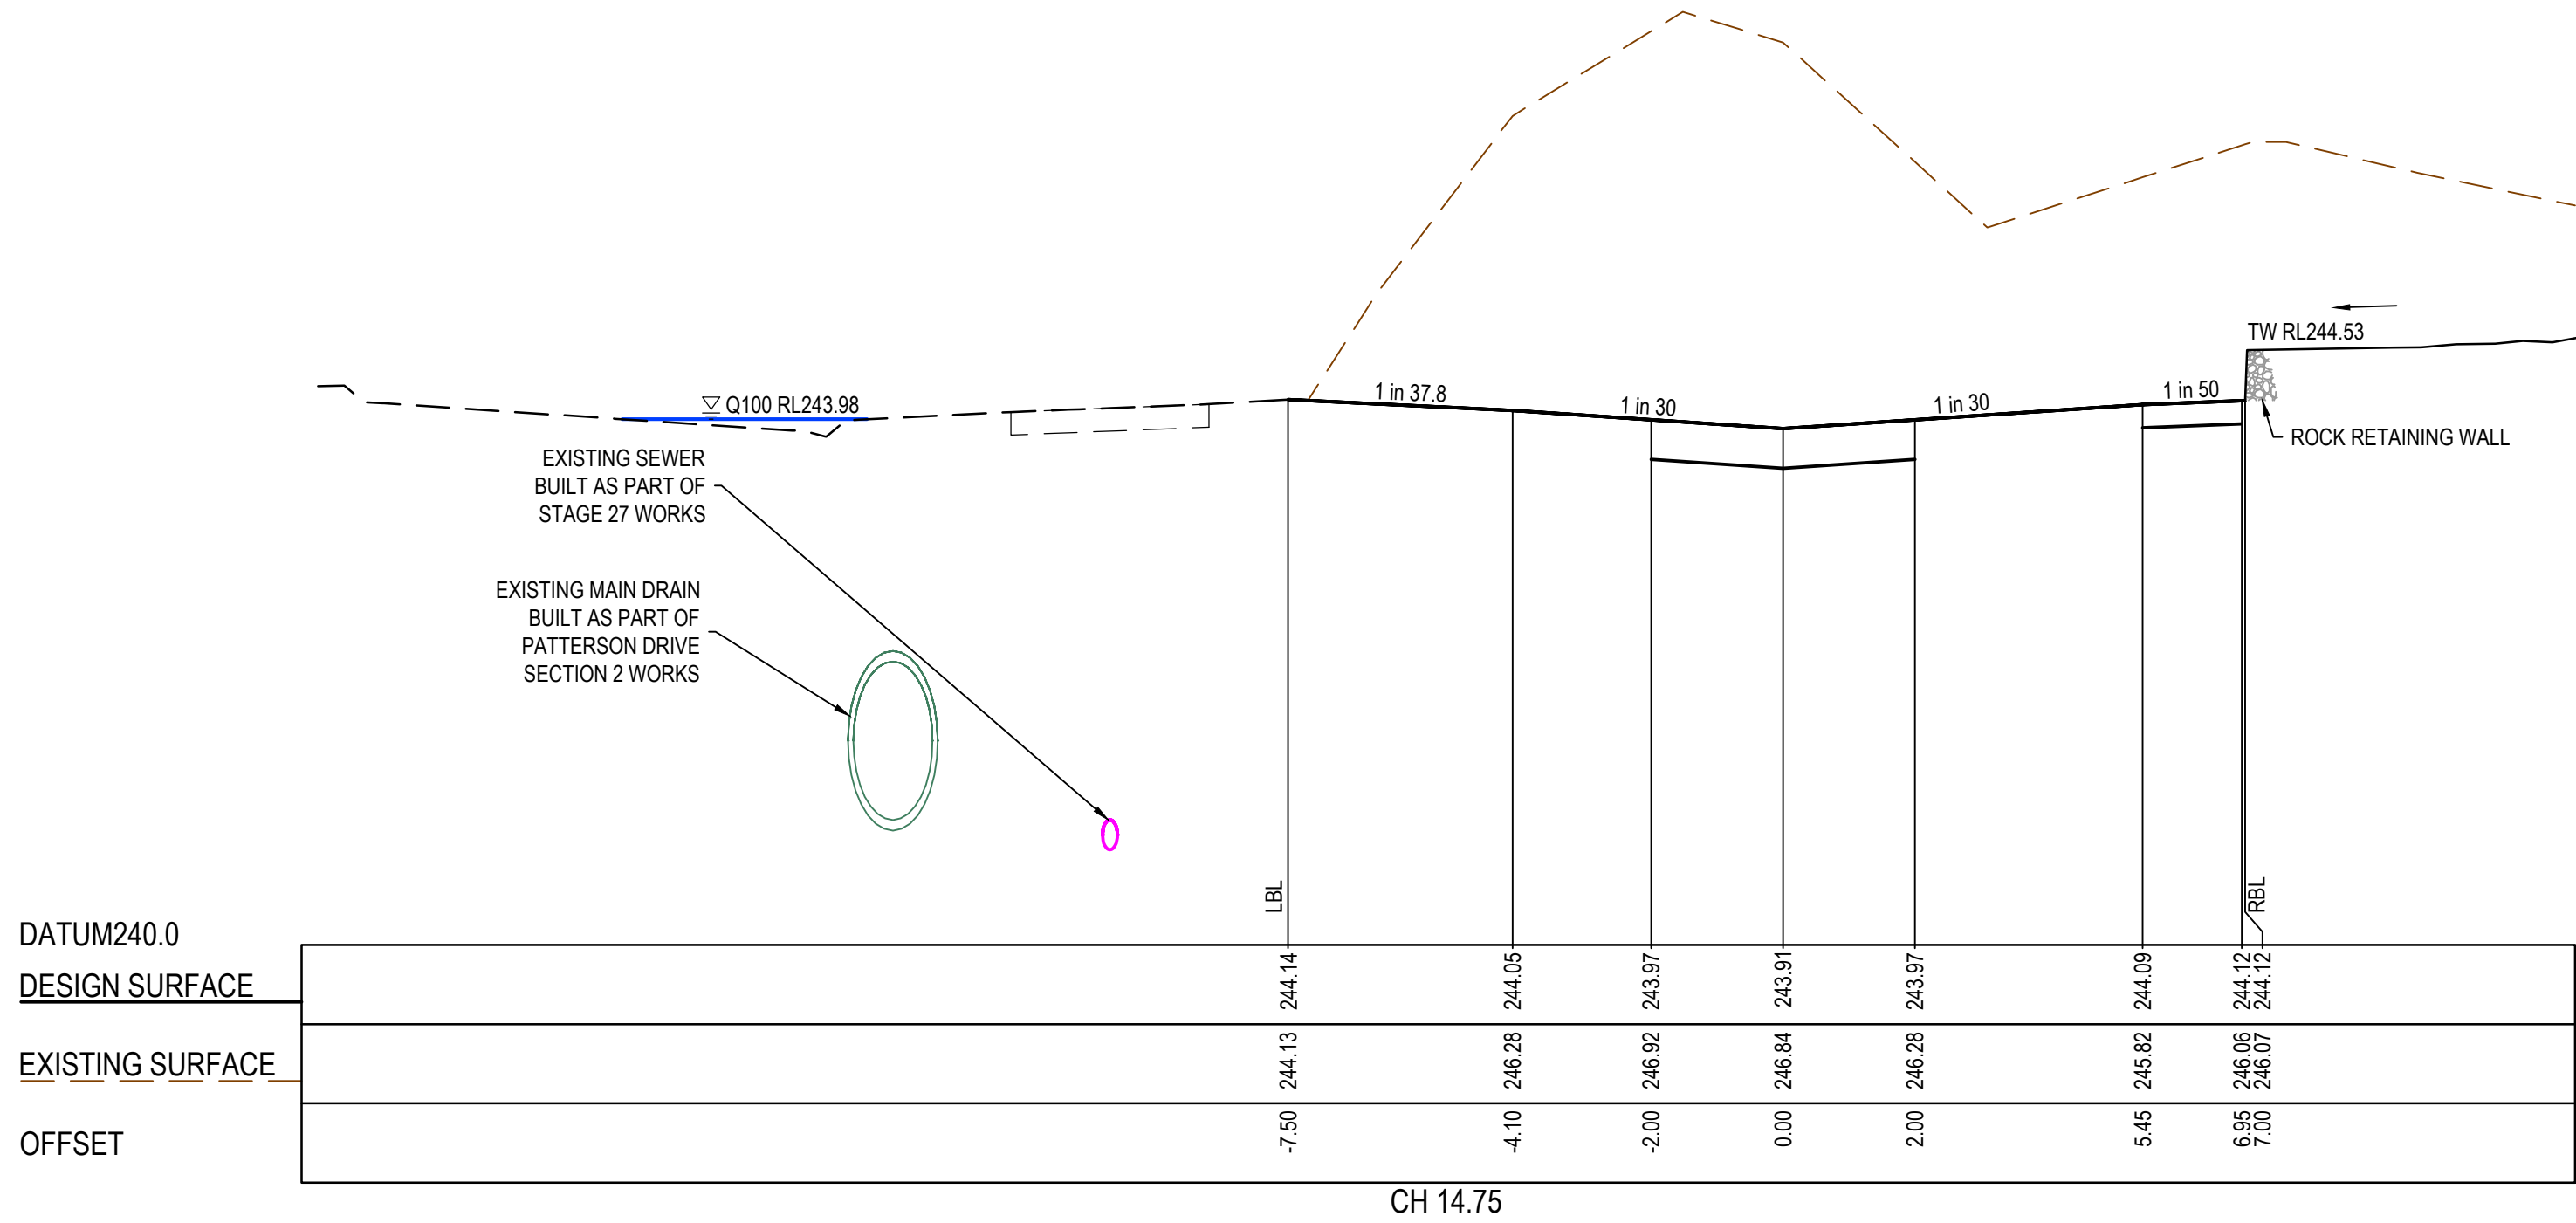 TW RL244.53
1 in 37.8
1 in 30
1 in 30
1 in 50
Q100 RL243.98
ROCK RETAINING WALL
EXISTING SEWER
BUILT AS PART OF
STAGE 27 WORKS
EXISTING MAIN DRAIN
BUILT AS PART OF
PATTERSON DRIVE
SECTION 2 WORKS
LBL
RBL
DATUM240.0
DESIGN SURFACE
244.14
244.05
243.97
243.91
243.97
244.09
244.12
244.12
EXISTING SURFACE
244.13
246.28
246.92
246.84
246.28
245.82
246.06
246.07
OFFSET
-7.50
-4.10
-2.00
0.00
2.00
5.45
6.95
7.00
CH 14.75